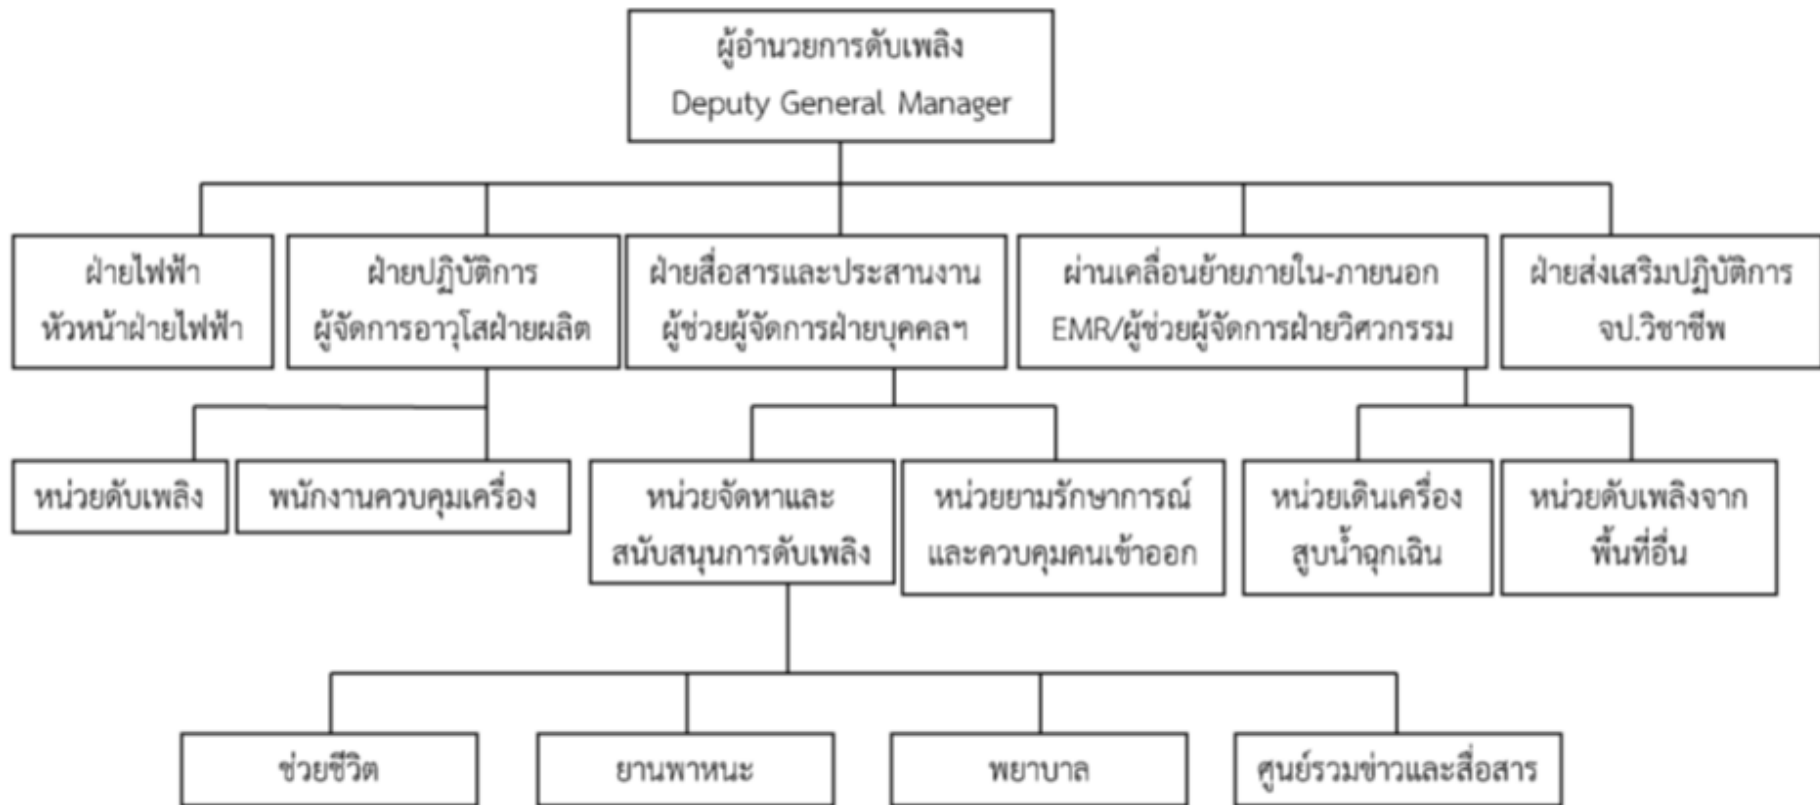 ผู้อำนวยการดับเพลิง
Deputy General Manager
ฝ่ายไฟฟ้า
หัวหน้าฝ่ายไฟฟ้า
ฝ่ายปฏิบัติการ
ผู้จัดการอาวุโสฝ่ายผลิต
ฝ่ายสื่อสารและประสานงาน
ผู้ช่วยผู้จัดการฝ่ายบุคคลฯ
ผ่านเคลื่อนย้ายภายใน-ภายนอก
EMR/ผู้ช่วยผู้จัดการฝ่ายวิศวกรรม
ฝ่ายส่งเสริมปฏิบัติการ
จป.วิชาชีพ
หน่วยดับเพลิง
พนักงานควบคุมเครื่อง
หน่วยจัดหาและ
สนับสนุนการดับเพลิง
หน่วยยามรักษาการณ์
และควบคุมคนเข้าออก
หน่วยเดินเครื่อง
สูบน้ำฉุกเฉิน
หน่วยดับเพลิงจาก
พื้นที่อื่น
ช่วยชีวิต
ยานพาหนะ
พยาบาล
ศูนย์รวมข่าวและสื่อสาร